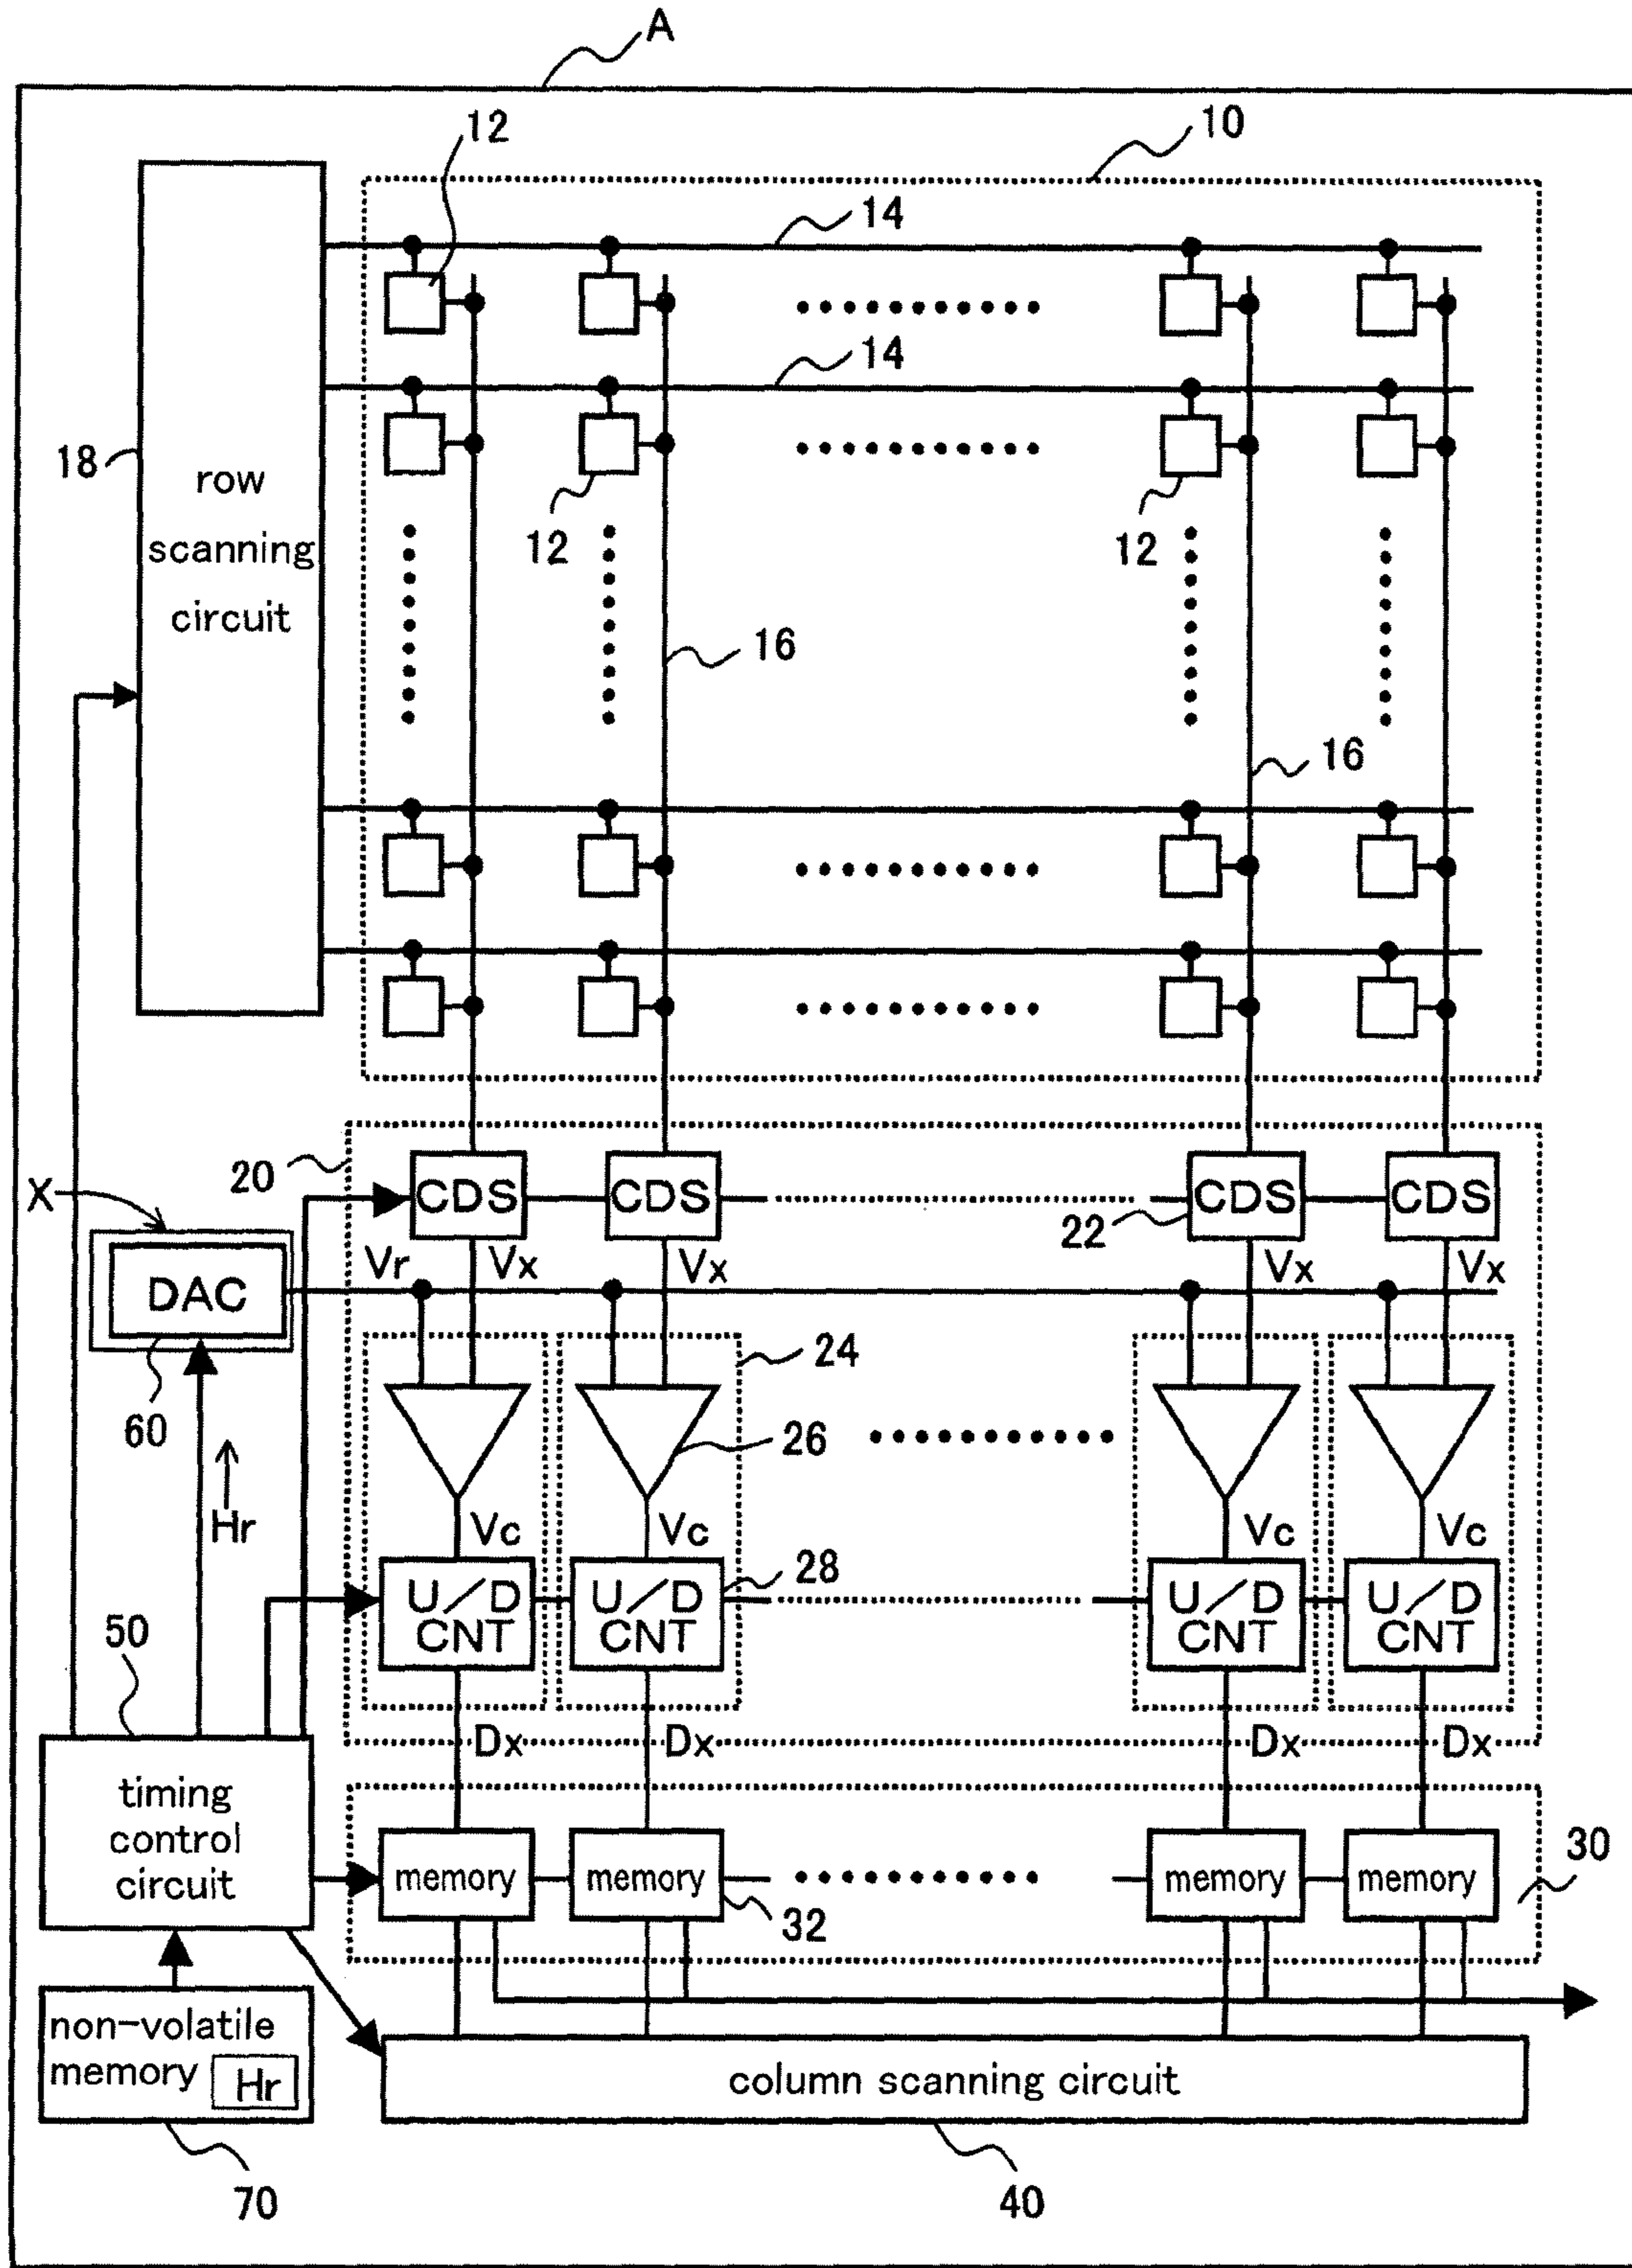 A
12
10
14
14
18
row
scanning
circuit
12
12
16
16
20
X
CDS
CDS
22
CDS
CDS
Vr
Vx
Vx
Vx
Vx
DAC
24
60
26
Hr
Vc
Vc
Vc
Vc
28
U/D
CNT
U/D
CNT
U/D
CNT
U/D
CNT
50
Dx
Dx
Dx
Dx
timing
control
circuit
30
memory
memory
memory
memory
32
non-volatile
memory
Hr
column scanning circuit
70
40